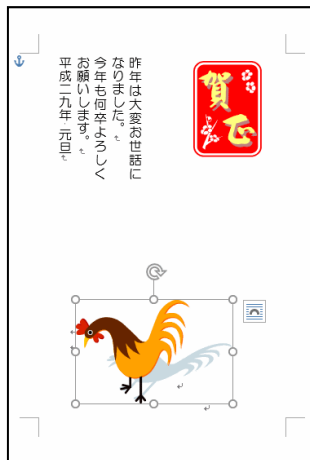 賀正
昨年は大変お世話に
なりました。
今年も何卒よろしく
お願いします。
平成二九年 元旦